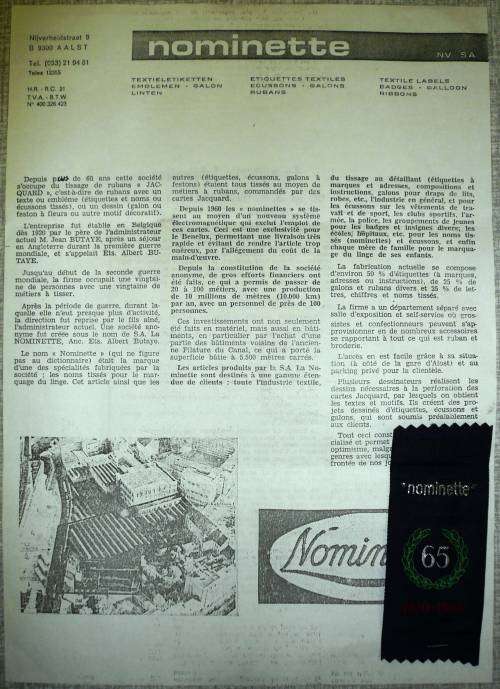 Nijverheidstraat 9
B 9300 AALST
Tel. (053) 21 94 81
Telex 12355
H.R. - R.C. 21
T.V.A. - B.T.W.
N° 400.326.423
nominette
NV SA
TEXTIELETIKETTEN
EMBLEMEN - GALON
LINTEN
ETIQUETTES TEXTILES
ECUSSONS - GALONS
RUBANS
TEXTILE LABELS
BADGES - GALLOON
RIBBONS
Depuis plus de 60 ans cette société
s'occupe du tissage de rubans « JAC-
QUARD », c'est-à-dire de rubans avec un
texte ou emblème (étiquettes et noms ou
écussons tissés), ou un dessin (galon ou
feston à fleurs ou autre motif décoratif).
L'entreprise fut établie en Belgique
dès 1920 par le père de l'administrateur
actuel M. Jean BUTAYE, après un séjour
en Angleterre durant la première guerre
mondiale, et s'appelait Ets. Albert BU-
TAYE.
Jusqu'au début de la seconde guerre
mondiale, la firme occupait une vingtai-
ne de personnes avec une vingtaine de
métiers à tisser.
Après la période de guerre, durant la-
quelle elle n'eut presque plus d'activité,
la direction fut reprise par le fils aîné,
l'administrateur actuel. Une société ano-
nyme fut créée sous le nom de S.A. La
NOMINETTE, Anc. Ets. Albert Butaye.
Le nom « Nominette » (qui ne figure
pas au dictionnaire) était la marque
d'une des spécialités fabriquées par la
société : les noms tissés pour le mar-
quage du linge. Cet article ainsi que les
autres (étiquettes, écussons, galons à
festons) étaient tous tissés au moyen de
métiers à rubans, commandés par des
cartes Jacquard.
Depuis 1960 les « nominettes » se tis-
sent au moyen d'un nouveau système
électromagnétique qui exclut l'emploi de
ces cartes. Ceci est une exclusivité pour
le Benelux, permettant une livraison très
rapide et évitant de rendre l'article trop
onéreux, par l'allègement du coût de la
main-d'œuvre.
Depuis la constitution de la société
anonyme, de gros efforts financiers ont
été faits, ce qui a permis de passer de
20 à 100 métiers, avec une production
de 10 millions de mètres (10.000 km)
par an, avec un personnel de près de 100
personnes.
Ces investissements ont non seulement
été faits en matériel, mais aussi en bâti-
ments, en particulier par l'achat d'une
partie des bâtiments voisins de l'ancien-
ne Filature du Canal, ce qui a porté la
superficie bâtie à 5.300 mètres carrés.
Les articles produits par la S.A. La No-
minette sont destinés à une gamme éten-
due de clients : toute l'industrie textile,
du tissage au détaillant (étiquettes à
marques et adresses, compositions et
instructions, galons pour draps de lits,
robes, etc.), l'industrie en général, et pour
les écussons sur les vêtements de tra-
vail et de sport, les clubs sportifs, l'ar-
mée, la police, les groupements de jeunes
pour les badges et insignes divers; les
écoles, hôpitaux, etc. pour les noms tis-
sés (nominettes) et écussons, et enfin
chaque mère de famille pour le marqua-
ge du linge de ses enfants.
La fabrication actuelle se compose
d'environ 50 % d'étiquettes (à marques,
adresses ou instructions), de 25 % de
galons et rubans divers et 25 % de let-
tres, chiffres et noms tissés.
La firme a un département séparé avec
salle d'exposition et self-service où gros-
sistes et confectionneurs peuvent s'ap-
provisionner en de nombreux accessoires
se rapportant à tout ce qui est ruban et
broderie.
L'accès en est facile grâce à sa situa-
tion (à côté de la gare d'Alost) et au
parking privé pour la clientèle.
Plusieurs dessinateurs réalisent les
dessins nécessaires à la perforation des
cartes Jacquard, par lesquels on obtient
les textes et motifs. Ils créent des pro-
jets dessinés d'étiquettes, écussons et
galons, qui sont soumis préalablement
aux clients.
Tout ceci
cialisé et permet
optimisme, malg
genres avec
frontée de nos
Nomin
"nominette"
65